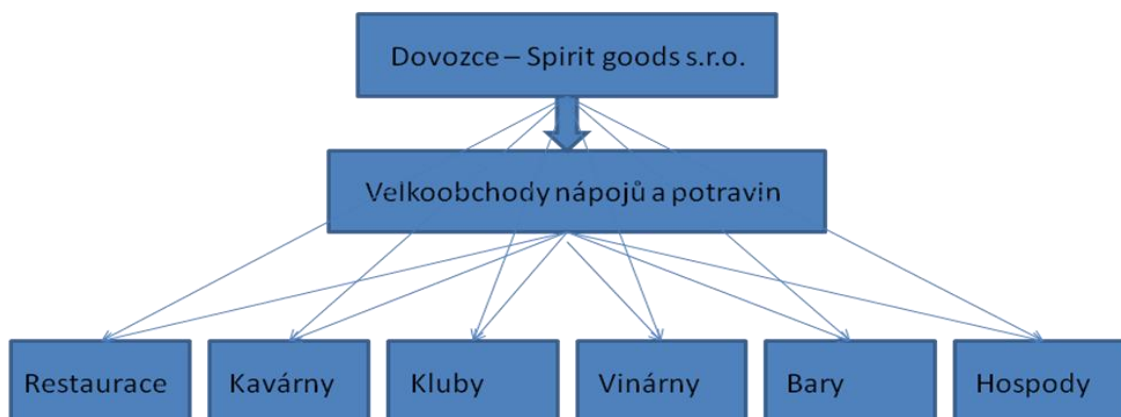 Dovozce – Spirit goods s.r.o.
Velkoobchody nápojů a potravin
Restaurace
Kavárny
Kluby
Vinárny
Bary
Hospody